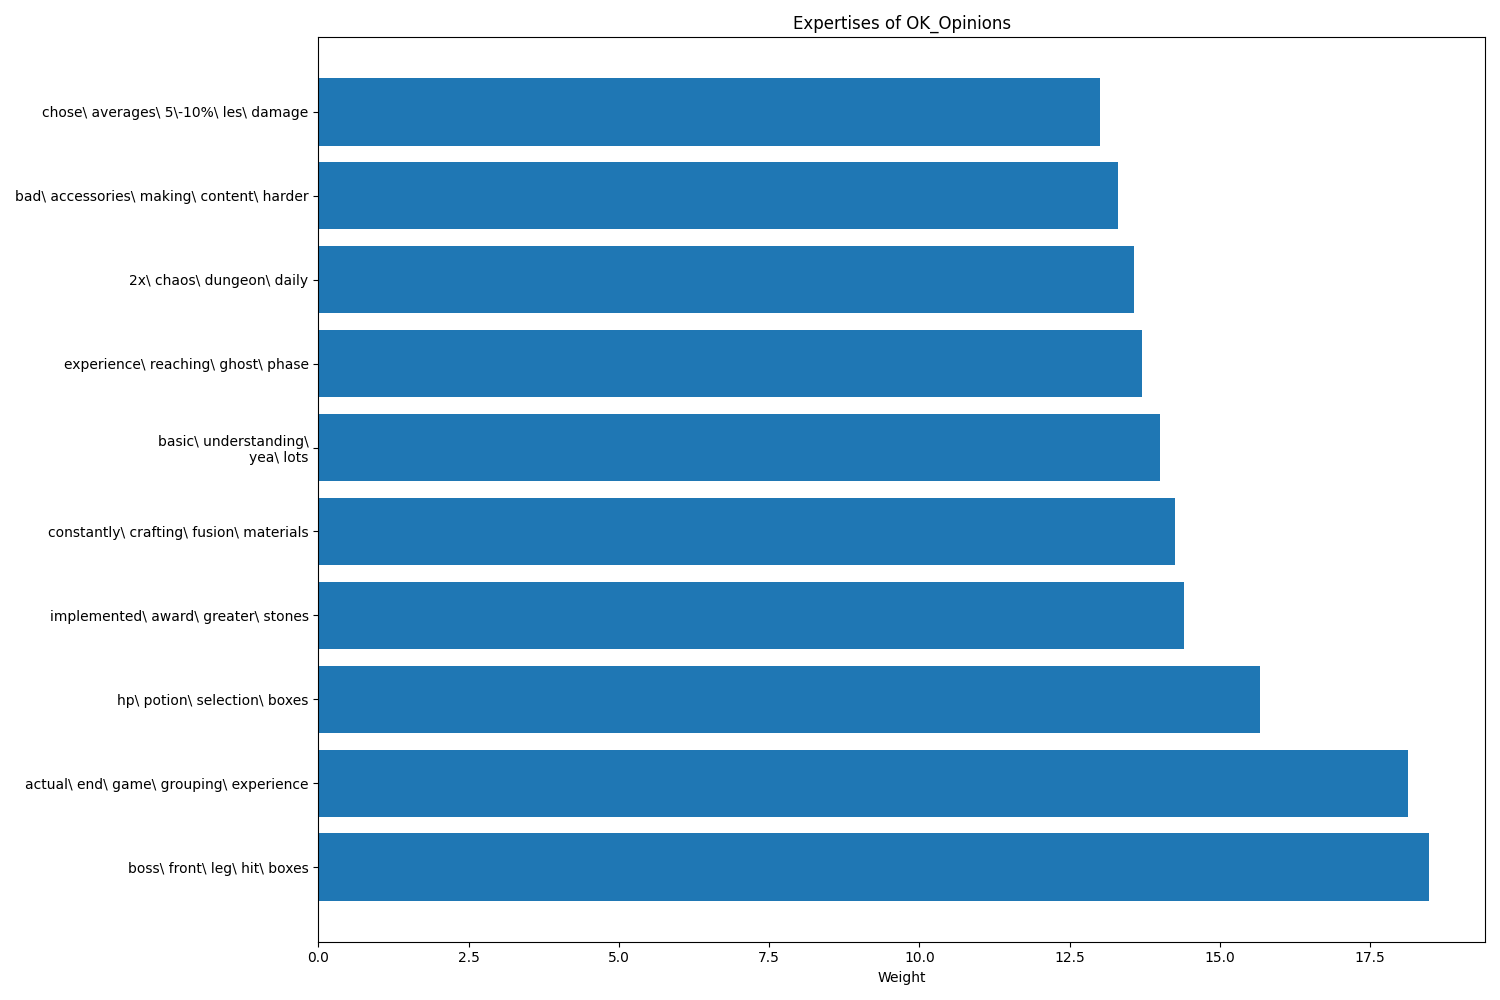 Expertises of OK_Opinions
chose\ averages\ 5\-10%\ les\ damage
bad\ accessories\ making\ content\ harder
2x\ chaos\ dungeon\ daily
experience\ reaching\ ghost\ phase
basic\ understanding\
yea\ lots
constantly\ crafting\ fusion\ materials
implemented\ award\ greater\ stones
hp\ potion\ selection\ boxes
actual\ end\ game\ grouping\ experience
boss\ front\ leg\ hit\ boxes
0.0 2.5 5.0 7.5 10.0 12.5 15.0 17.5
Weight